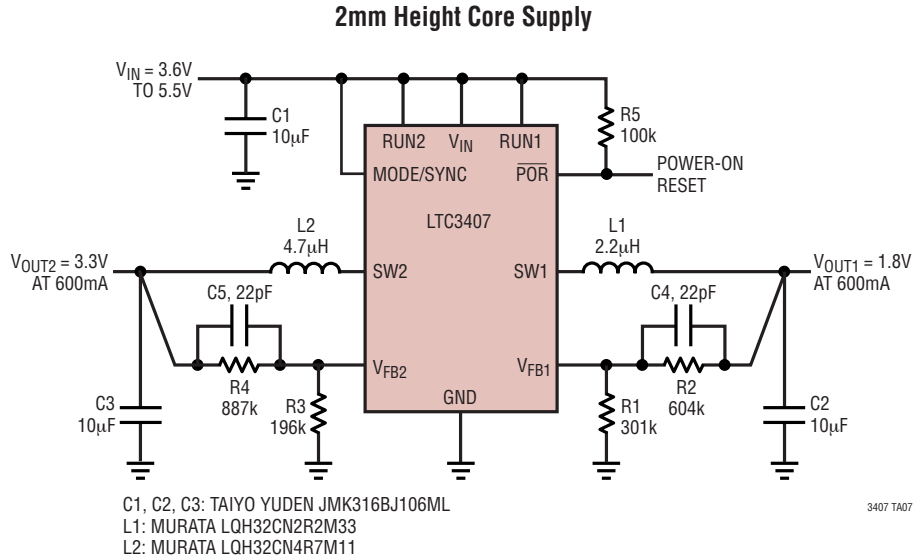 2mm Height Core Supply
V_IN = 3.6V
TO 5.5V
C1
10µF
RUN2
V_IN
RUN1
R5
100k
MODE/SYNC
P̅O̅R̅
POWER-ON
RESET
LTC3407
L2
4.7µH
L1
2.2µH
V_OUT2 = 3.3V
AT 600mA
SW2
SW1
V_OUT1 = 1.8V
AT 600mA
C5, 22pF
C4, 22pF
V_FB2
V_FB1
R4
887k
R2
604k
GND
C3
10µF
R3
196k
R1
301k
C2
10µF
C1, C2, C3: TAIYO YUDEN JMK316BJ106ML
L1: MURATA LQH32CN2R2M33
L2: MURATA LQH32CN4R7M11
3407 TA07